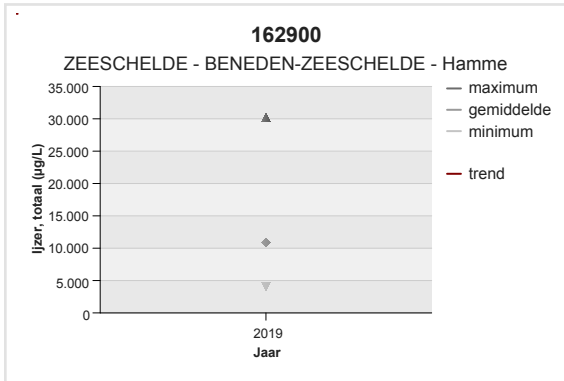 162900
ZEESCHELDE - BENEDEN-ZEESCHELDE - Hamme
maximum
gemiddelde
minimum
trend
Ijzer, totaal (µg/L)
35.000
30.000
25.000
20.000
15.000
10.000
5.000
0
2019
Jaar